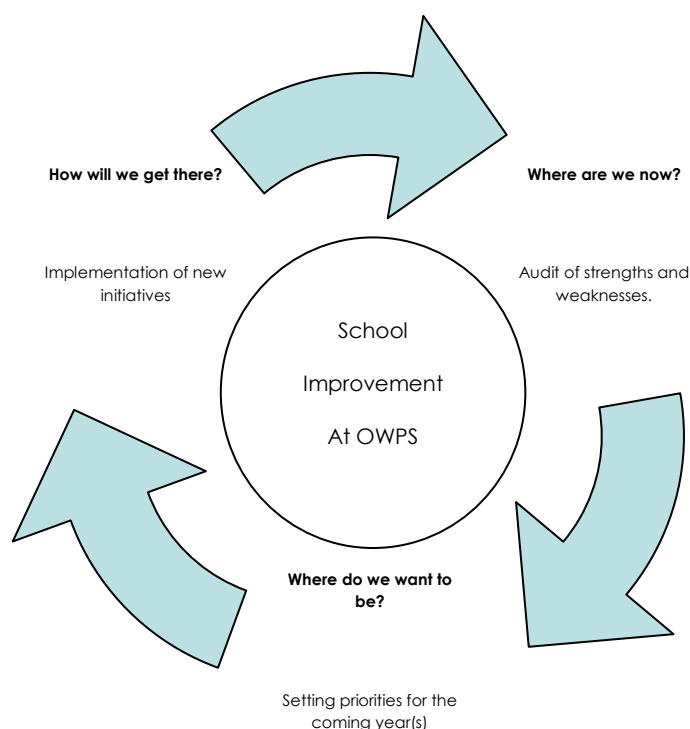 How will we get there?
Where are we now?
Implementation of new
initiatives
Audit of strengths and
weaknesses.
School
Improvement
At OWPS
Where do we want to
be?
Setting priorities for the
coming year(s)